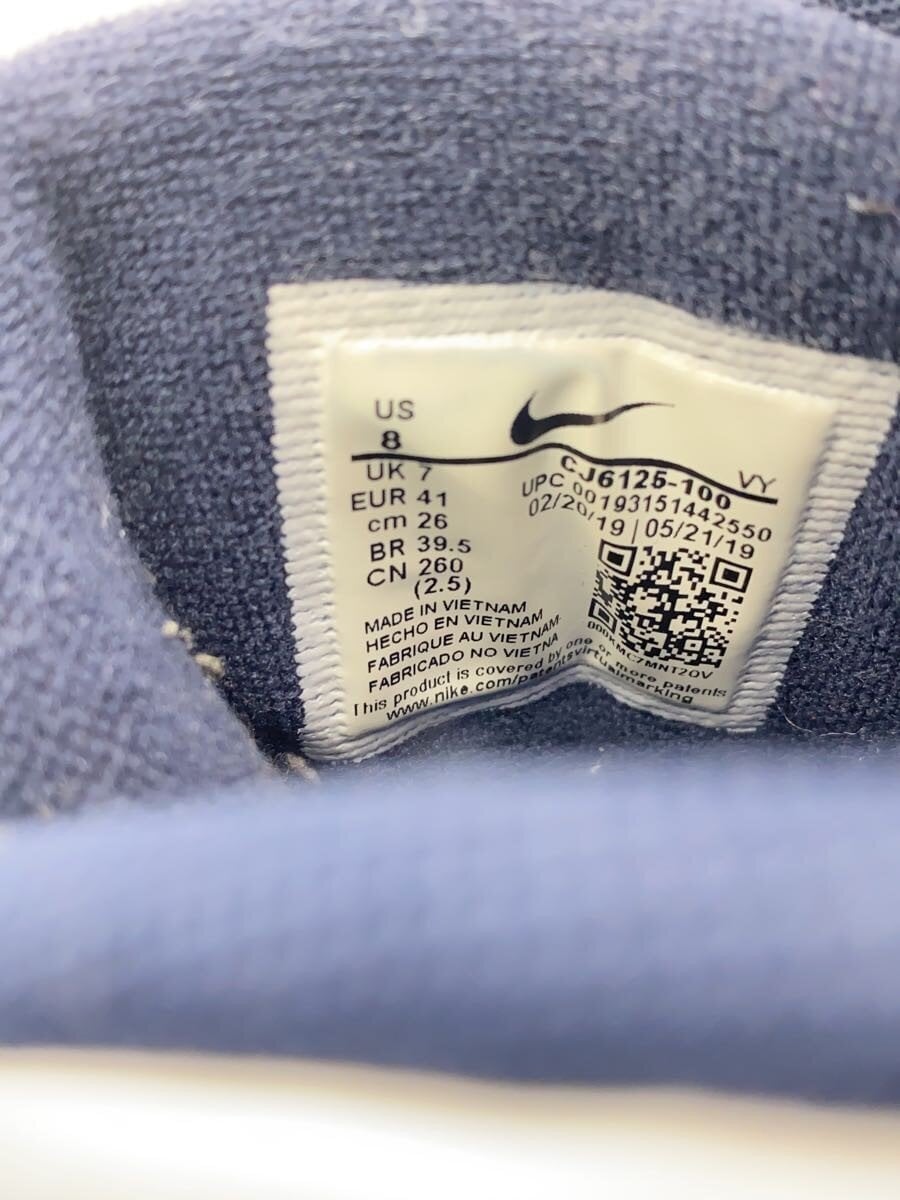 US
8
UK 7
EUR 41
cm 26
BR 39.5
CN 260
(2.5)
CJ6125-100 VY
UPC 00193151442550
02/20/19 | 05/21/19
MADE IN VIETNAM
HECHO EN VIETNAM
FABRIQUE AU VIETNAM
FABRICADO NO VIETNA
This product is covered by one or more patents
www.nike.com/patentsvirtualmarking